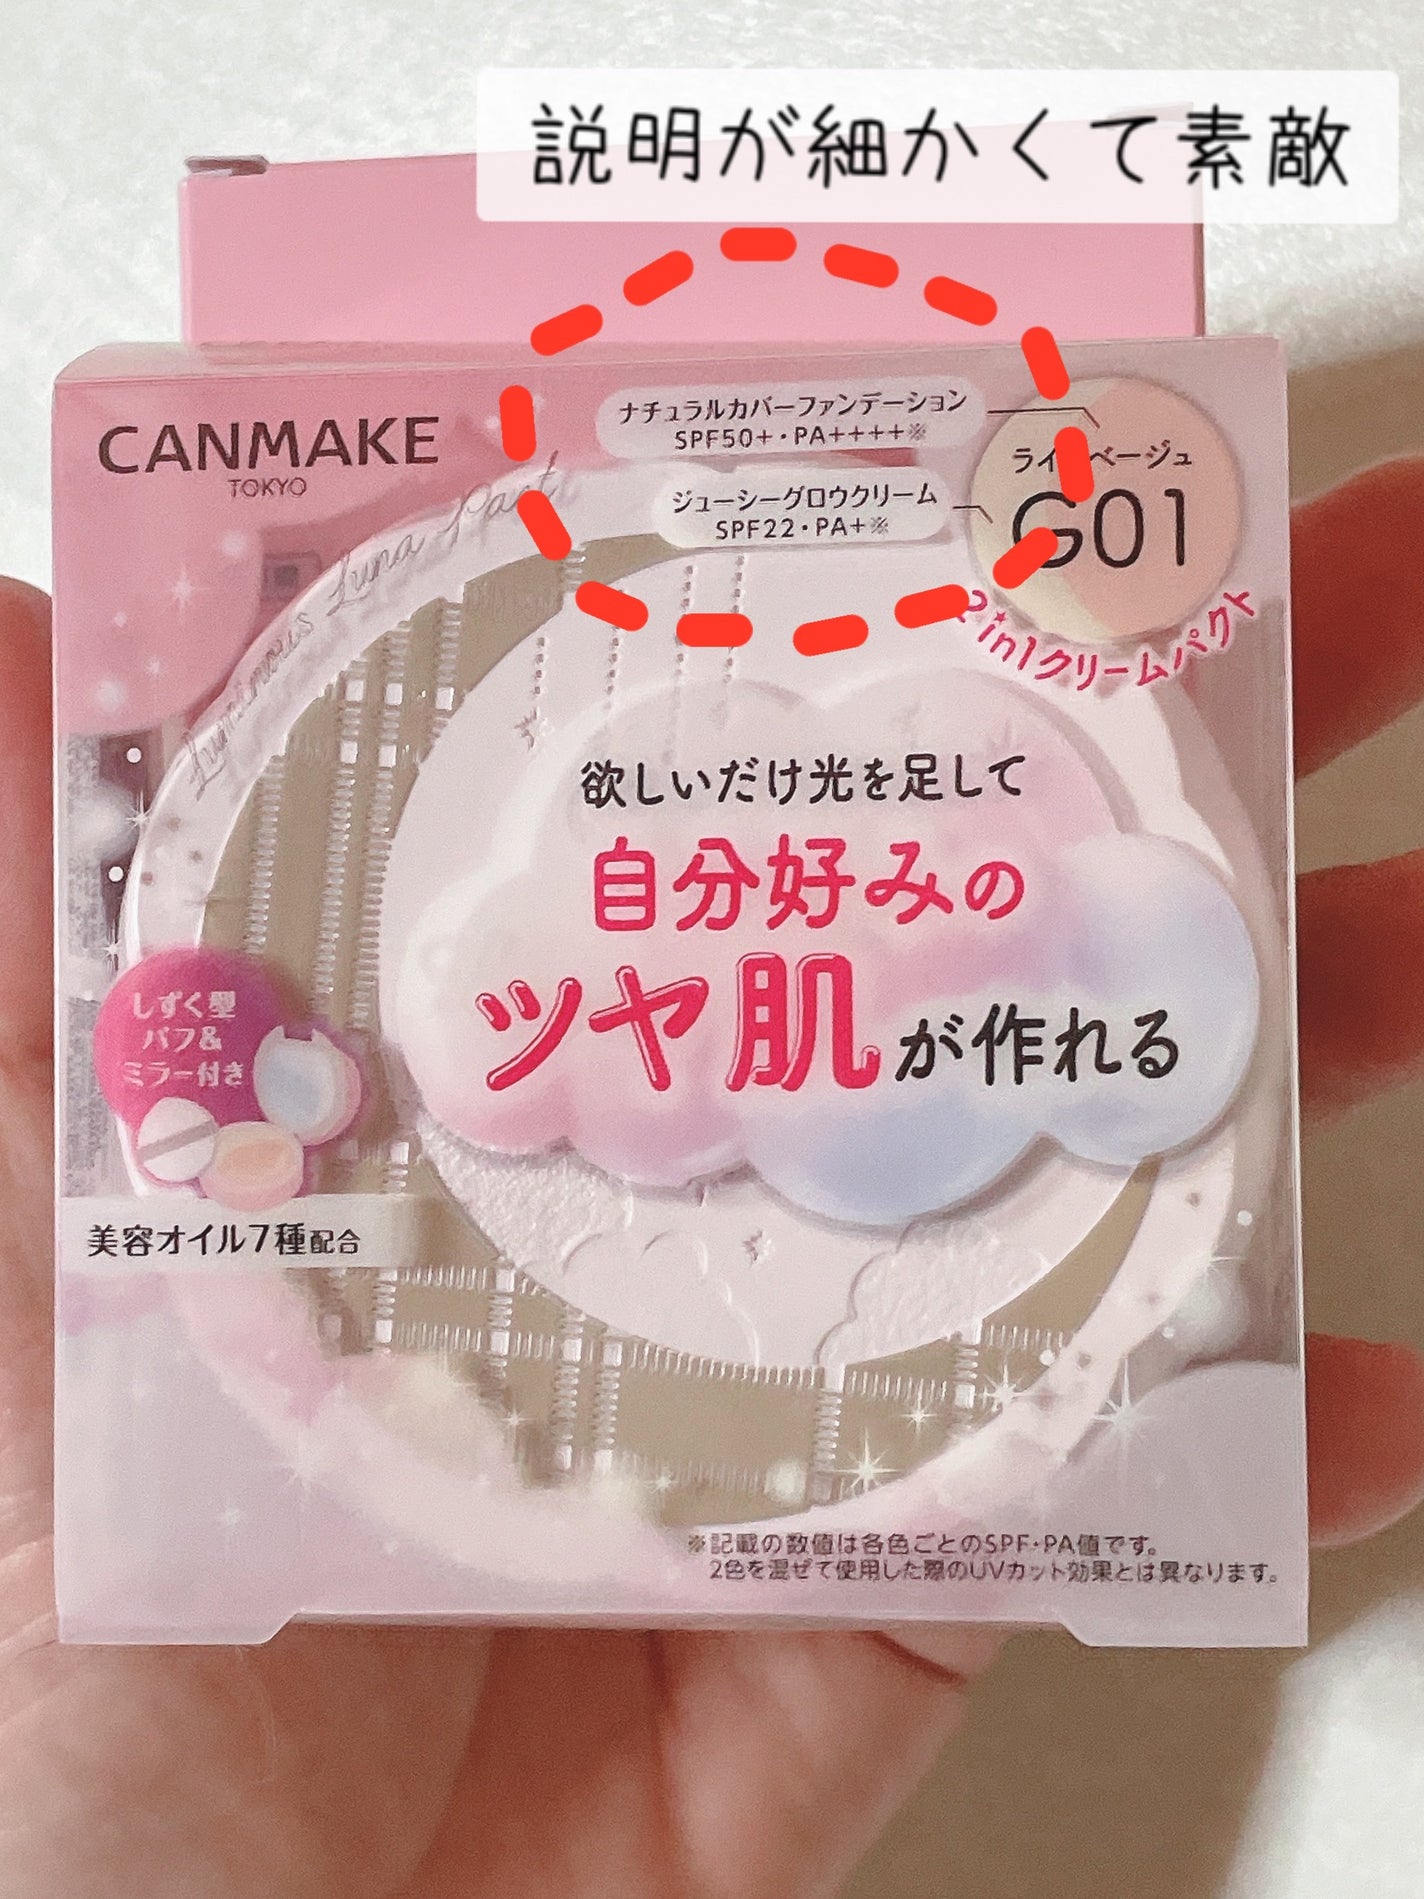 説明が細かくて素敵
CANMAKE
TOKYO
ナチュラルカバーファンデーション
SPF50+・PA++++※
ジューシーグロウクリーム
SPF22・PA+※
ライ ベージュ
G01
2in1クリームパクト
Luminous Luna Pact
欲しいだけ光を足して
自分好みの
ツヤ肌が作れる
しずく型
パフ&
ミラー付き
美容オイル7種配合
※記載の数値は各色ごとのSPF・PA値です。
2色を混ぜて使用した際のUVカット効果とは異なります。